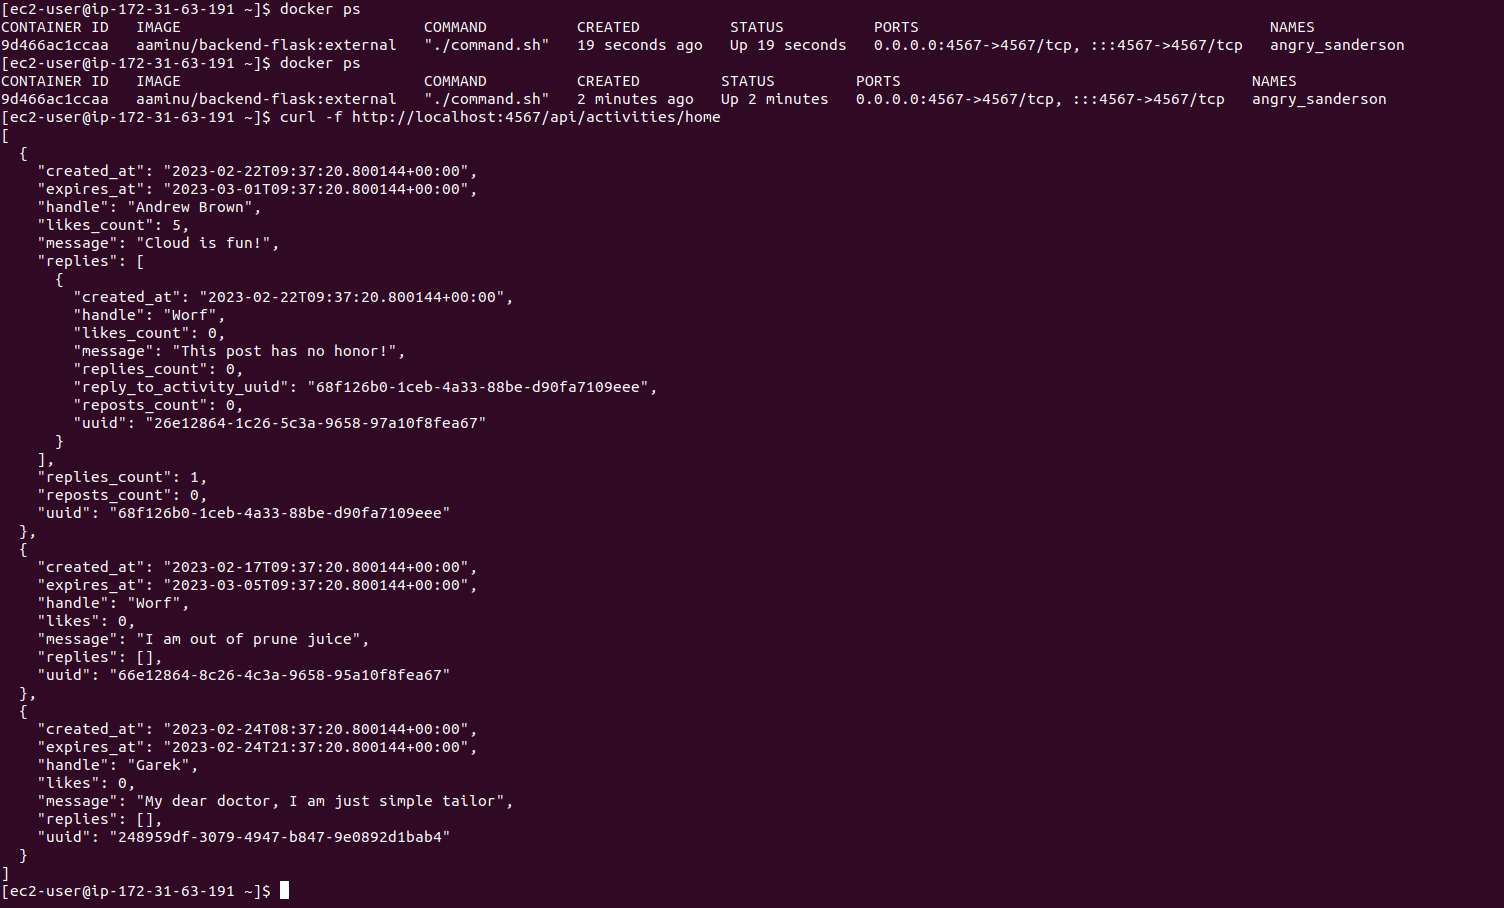 [ec2-user@ip-172-31-63-191 ~]$ docker ps
CONTAINER ID   IMAGE                           COMMAND          CREATED          STATUS          PORTS                                       NAMES
9d466ac1ccaa   aaminu/backend-flask:external   "./command.sh"   19 seconds ago   Up 19 seconds   0.0.0.0:4567->4567/tcp, :::4567->4567/tcp   angry_sanderson
[ec2-user@ip-172-31-63-191 ~]$ docker ps
CONTAINER ID   IMAGE                           COMMAND          CREATED         STATUS         PORTS                                       NAMES
9d466ac1ccaa   aaminu/backend-flask:external   "./command.sh"   2 minutes ago   Up 2 minutes   0.0.0.0:4567->4567/tcp, :::4567->4567/tcp   angry_sanderson
[ec2-user@ip-172-31-63-191 ~]$ curl -f http://localhost:4567/api/activities/home
[
  {
    "created_at": "2023-02-22T09:37:20.800144+00:00",
    "expires_at": "2023-03-01T09:37:20.800144+00:00",
    "handle": "Andrew Brown",
    "likes_count": 5,
    "message": "Cloud is fun!",
    "replies": [
      {
        "created_at": "2023-02-22T09:37:20.800144+00:00",
        "handle": "Worf",
        "likes_count": 0,
        "message": "This post has no honor!",
        "replies_count": 0,
        "reply_to_activity_uuid": "68f126b0-1ceb-4a33-88be-d90fa7109eee",
        "reposts_count": 0,
        "uuid": "26e12864-1c26-5c3a-9658-97a10f8fea67"
      }
    ],
    "replies_count": 1,
    "reposts_count": 0,
    "uuid": "68f126b0-1ceb-4a33-88be-d90fa7109eee"
  },
  {
    "created_at": "2023-02-17T09:37:20.800144+00:00",
    "expires_at": "2023-03-05T09:37:20.800144+00:00",
    "handle": "Worf",
    "likes": 0,
    "message": "I am out of prune juice",
    "replies": [],
    "uuid": "66e12864-8c26-4c3a-9658-95a10f8fea67"
  },
  {
    "created_at": "2023-02-24T08:37:20.800144+00:00",
    "expires_at": "2023-02-24T21:37:20.800144+00:00",
    "handle": "Garek",
    "likes": 0,
    "message": "My dear doctor, I am just simple tailor",
    "replies": [],
    "uuid": "248959df-3079-4947-b847-9e0892d1bab4"
  }
]
[ec2-user@ip-172-31-63-191 ~]$